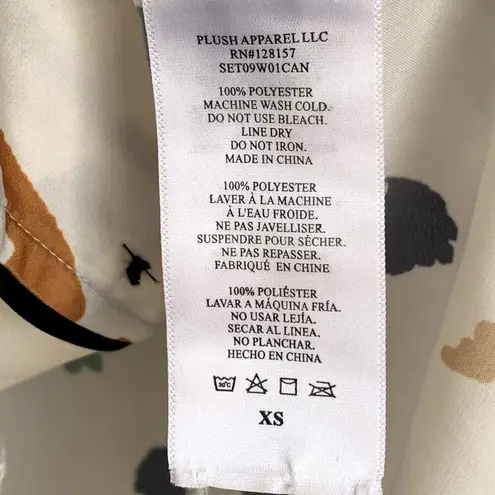 PLUSH APPAREL LLC
RN#128157
SET09W01CAN
100% POLYESTER
MACHINE WASH COLD.
DO NOT USE BLEACH.
LINE DRY
DO NOT IRON.
MADE IN CHINA
100% POLYESTER
LAVER À LA MACHINE
À L'EAU FROIDE.
NE PAS JAVELLISER.
SUSPENDRE POUR SÉCHER.
NE PAS REPASSER.
FABRIQUÉ EN CHINE
100% POLIÉSTER
LAVAR A MÁQUINA FRÍA.
NO USAR LEJÍA.
SECAR AL LINEA.
NO PLANCHAR.
HECHO EN CHINA
30°C
XS